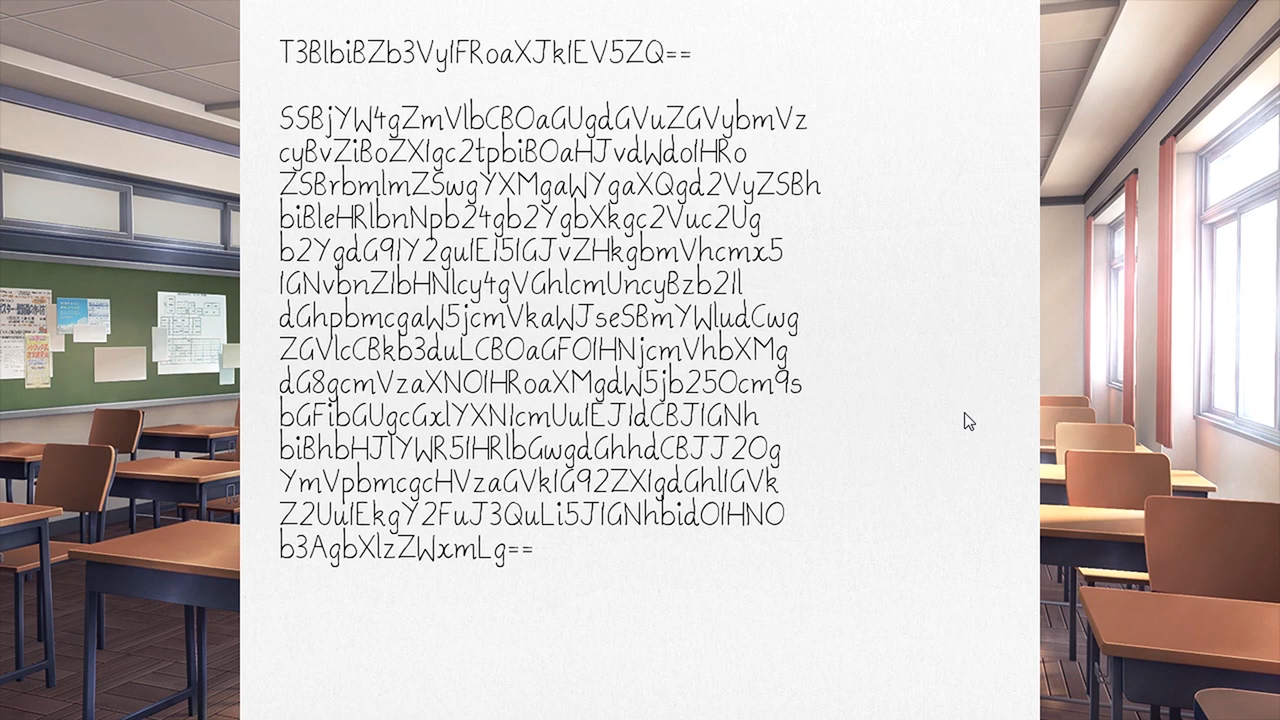 T3BlbiBZb3VyIFRoaXJkIEV5ZQ==
SSBjYW4gZmVlbCB0aGUgdGVuZGVybmVz
cyBvZiBoZXIgc2tpbiB0aHJvdWdoIHRo
ZSBrbmlmZSwgYXMgaWYgaXQgd2VyZSBh
biBleHRlbnNpb24gb2YgbXkgc2Vuc2Ug
b2YgdG91Y2guIE15IGJvZHkgbmVhcmx5
IGNvbnZ1bHNlcy4gVGhlcmUncyBzb21l
dGhpbmcgaW5jcmVkaWJseSBmYWludCwg
ZGVlcCBkb3duLCB0aGF0IHNjcmVhbXMg
dG8gcmVzaXN0IHRoaXMgdW5jb250cm9s
bGFibGUgcGxlYXN1cmUuIEJ1dCBJIGNh
biBhbHJlYWR5IHRlbGwgdGhhdCBJJ20g
YmVpbmcgcHVzaGVkIG92ZXIgdGhlIGVk
Z2UuIEkgY2FuJ3QuLi5JIGNhbid0IHN0
b3AgbXlzZWxmLg==